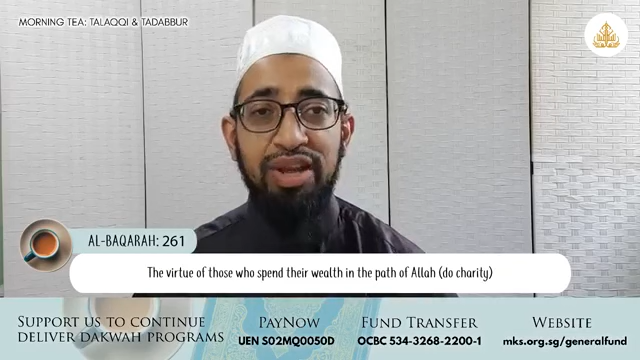 MORNING TEA: TALAQQI & TADABBUR
AL-BAQARAH: 261
The virtue of those who spend their wealth in the path of Allah (do charity)
SUPPORT US TO CONTINUE
DELIVER DAKWAH PROGRAMS
PAYNOW
UEN S02MQ0050D
FUND TRANSFER
OCBC 534-3268-2200-1
WEBSITE
mks.org.sg/generalfund